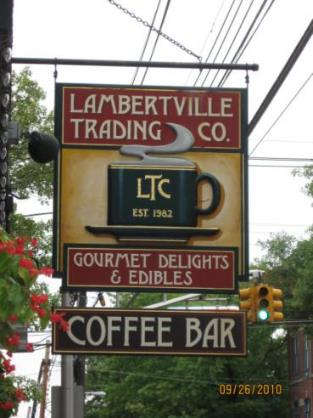 LAMBERTVILLE
TRADING CO.
LTC
EST. 1982
GOURMET DELIGHTS
& EDIBLES
COFFEE BAR
09/26/2010